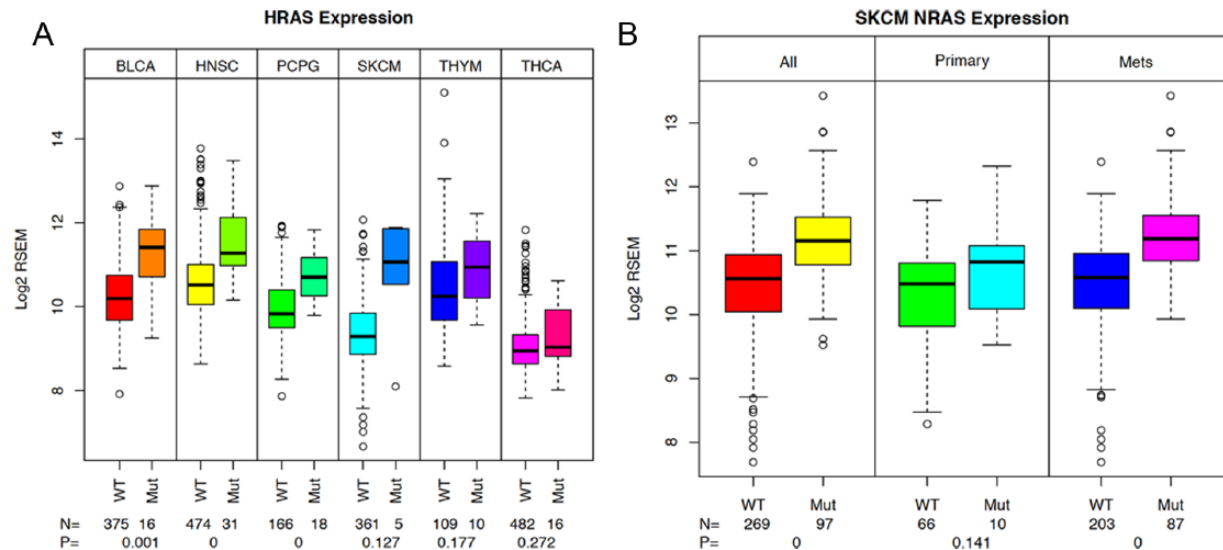 A
HRAS Expression
BLCA HNSC PCPG SKCM THYM THCA
Log2 RSEM
14
12
10
8
WT Mut WT Mut WT Mut WT Mut WT Mut WT Mut
N= 375 16 474 31 166 18 361 5 109 10 482 16
P= 0.001 0 0 0.127 0.177 0.272
B
SKCM NRAS Expression
All Primary Mets
Log2 RSEM
13
12
11
10
9
8
WT Mut WT Mut WT Mut
N= 269 97 66 10 203 87
P= 0 0.141 0